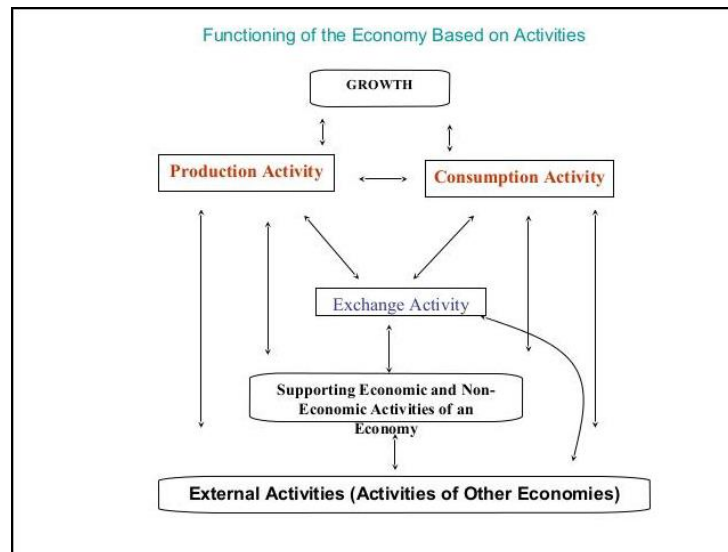 Functioning of the Economy Based on Activities
GROWTH
Production Activity
Consumption Activity
Exchange Activity
Supporting Economic and Non-
Economic Activities of an
Economy
External Activities (Activities of Other Economies)